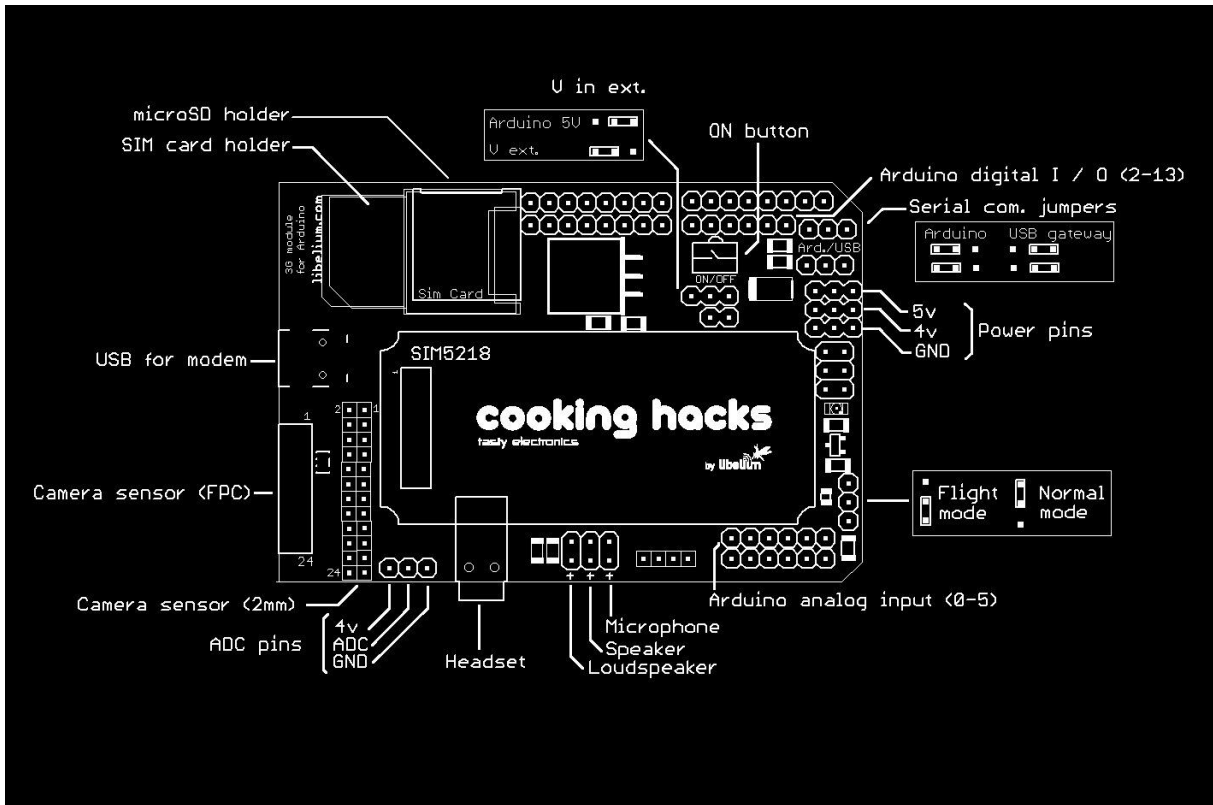 V in ext.
microSD holder
Arduino 5V
ON button
SIM card holder
V ext.
Arduino digital I / O (2-13)
Serial com. jumpers
3G module
for Arduino
libelium.com
Arduino USB gateway
Ard./USB
Sim Card
ON/OFF
5v
4v
Power pins
GND
USB for modem
SIM5218
2 1
1
cooking hacks
tasty electronics
by libelium
Camera sensor (FPC)
Flight
mode
Normal
mode
24
24
Camera sensor (2mm)
Arduino analog input (0-5)
4v
ADC
GND
ADC pins
+ + +
Microphone
Speaker
Loudspeaker
Headset